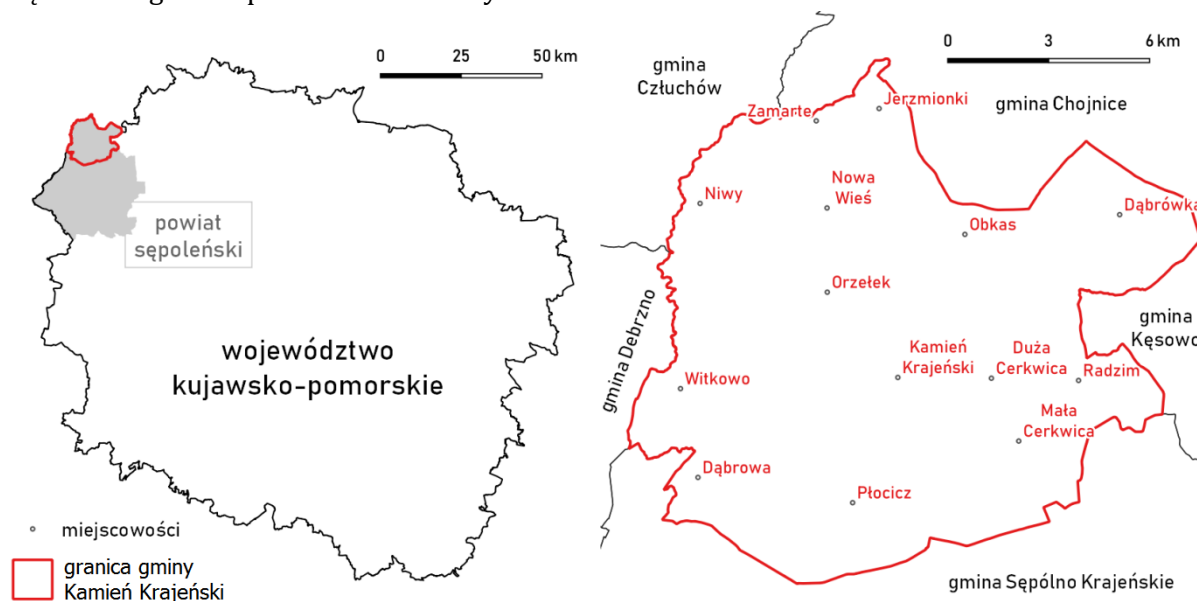 0 25 50 km
powiat
sępoleński
województwo
kujawsko-pomorskie
miejscowości
granica gminy
Kamień Krajeński
0 3 6 km
gmina
Człuchów
gmina Chojnice
Zamarte
Jerzmionki
Niwy
Nowa
Wieś
Obkas
Dąbrówka
Orzełek
gmina Debrzno
gmina
Kęsowo
Witkowo
Kamień
Krajeński
Duża
Cerkwica
Radzim
Mała
Cerkwica
Dąbrowa
Płocicz
gmina Sępólno Krajeńskie